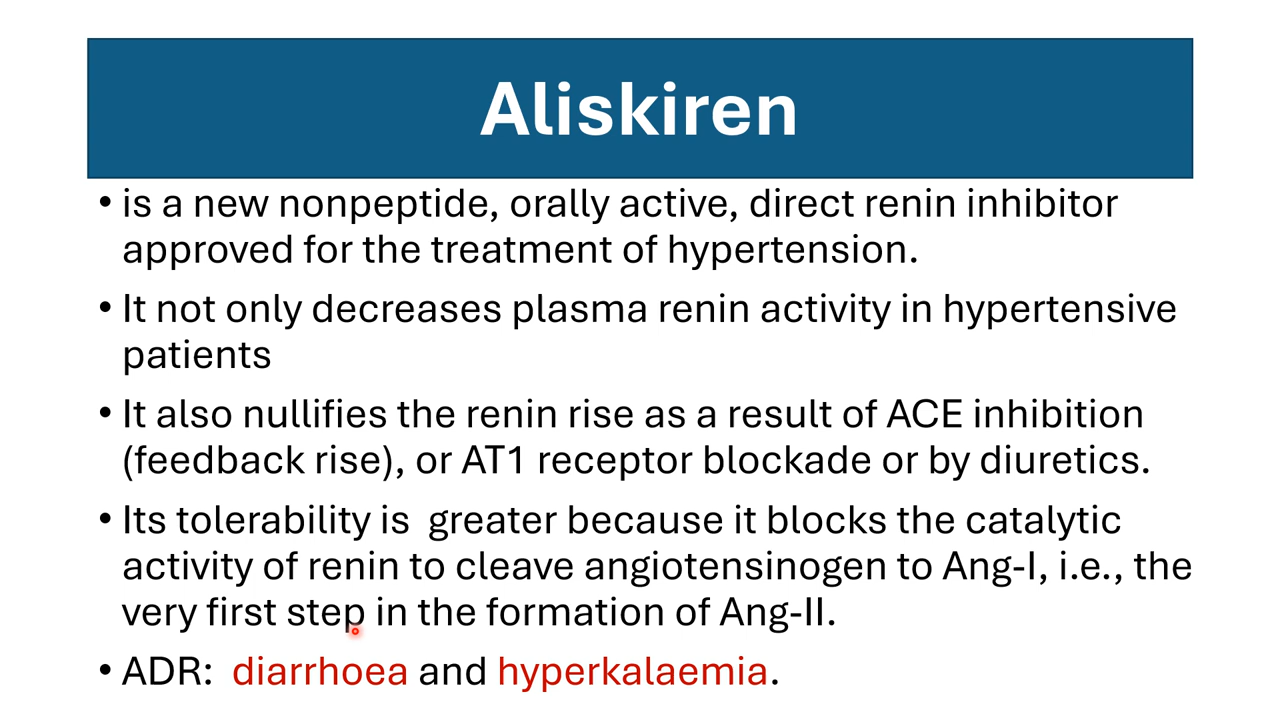 Aliskiren
• is a new nonpeptide, orally active, direct renin inhibitor
approved for the treatment of hypertension.
• It not only decreases plasma renin activity in hypertensive
patients
• It also nullifies the renin rise as a result of ACE inhibition
(feedback rise), or AT1 receptor blockade or by diuretics.
• Its tolerability is  greater because it blocks the catalytic
activity of renin to cleave angiotensinogen to Ang-I, i.e., the
very first step in the formation of Ang-II.
• ADR:  diarrhoea and hyperkalaemia.